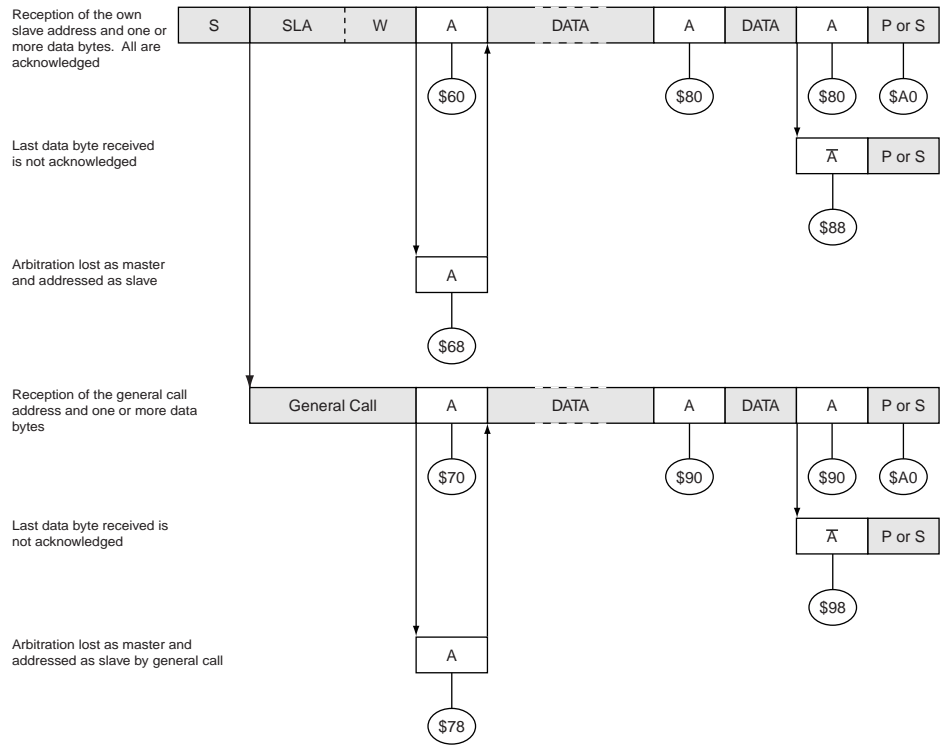 Reception of the own
slave address and one or
more data bytes. All are
acknowledged
S SLA W A DATA A DATA A P or S
$60 $80 $80 $A0
Last data byte received
is not acknowledged
A̅ P or S
$88
Arbitration lost as master
and addressed as slave
A
$68
Reception of the general call
address and one or more data
bytes
General Call A DATA A DATA A P or S
$70 $90 $90 $A0
Last data byte received is
not acknowledged
A̅ P or S
$98
Arbitration lost as master and
addressed as slave by general call
A
$78